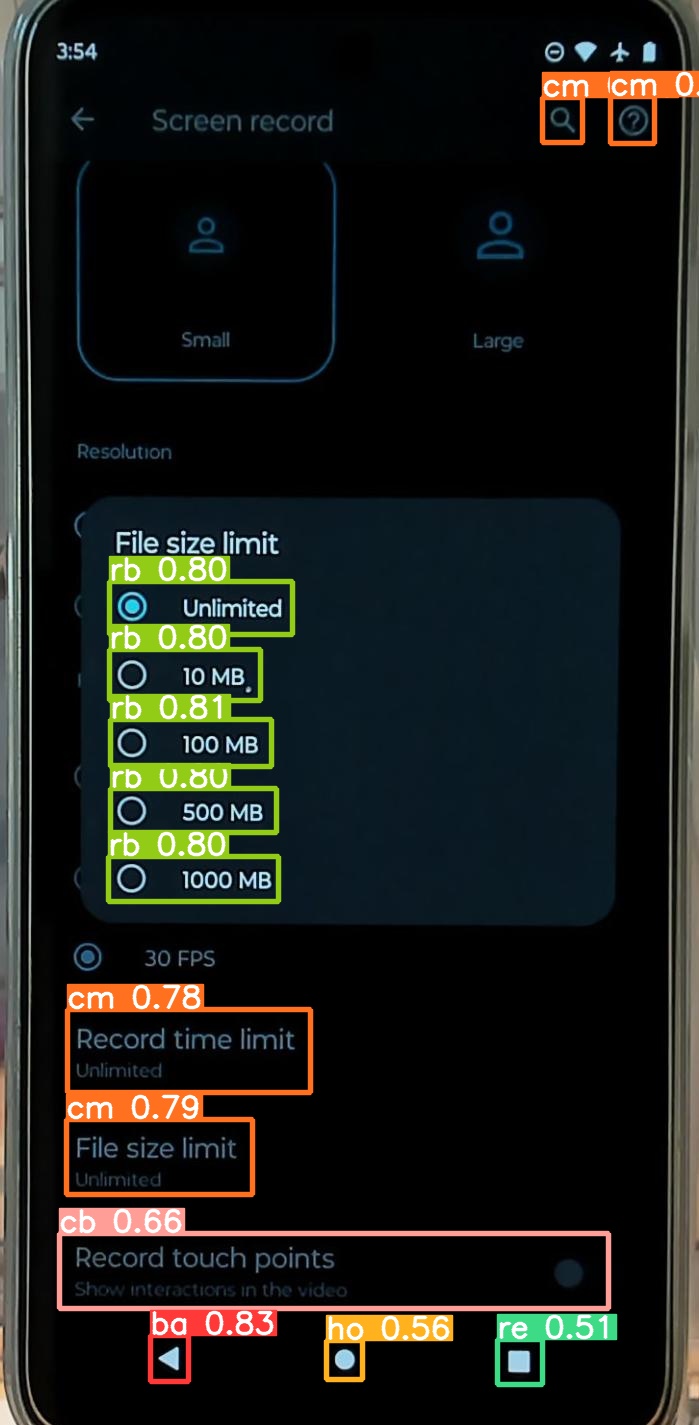 3:54
cm cm 0.
Screen record
Small Large
Resolution
File size limit
rb 0.80
Unlimited
rb 0.80
10 MB
rb 0.81
100 MB
rb 0.80
500 MB
rb 0.80
1000 MB
30 FPS
cm 0.78
Record time limit
Unlimited
cm 0.79
File size limit
Unlimited
cb 0.66
Record touch points
Show interactions in the video
ba 0.83 ho 0.56 re 0.51